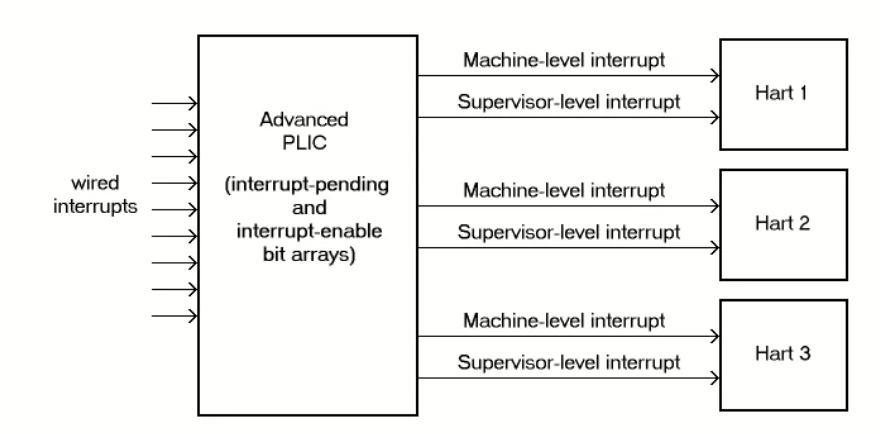 wired
interrupts
Advanced
PLIC
(interrupt-pending
and
interrupt-enable
bit arrays)
Machine-level interrupt
Supervisor-level interrupt
Hart 1
Machine-level interrupt
Supervisor-level interrupt
Hart 2
Machine-level interrupt
Supervisor-level interrupt
Hart 3